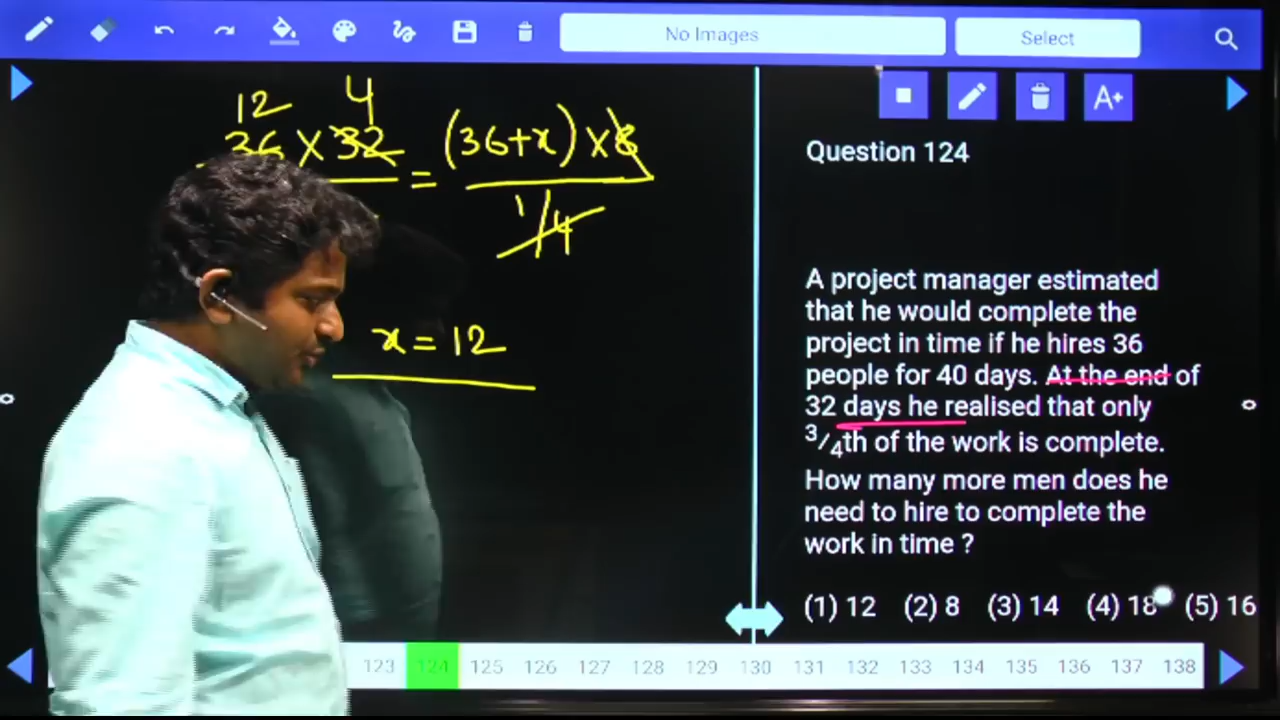 No Images
Select
A+
12 4
36 × 32 = (36+x) × 8
1/4
x = 12
Question 124
A project manager estimated
that he would complete the
project in time if he hires 36
people for 40 days. At the end of
32 days he realised that only
3/4th of the work is complete.
How many more men does he
need to hire to complete the
work in time ?
(1) 12 (2) 8 (3) 14 (4) 18 (5) 16
123 124 125 126 127 128 129 130 131 132 133 134 135 136 137 138